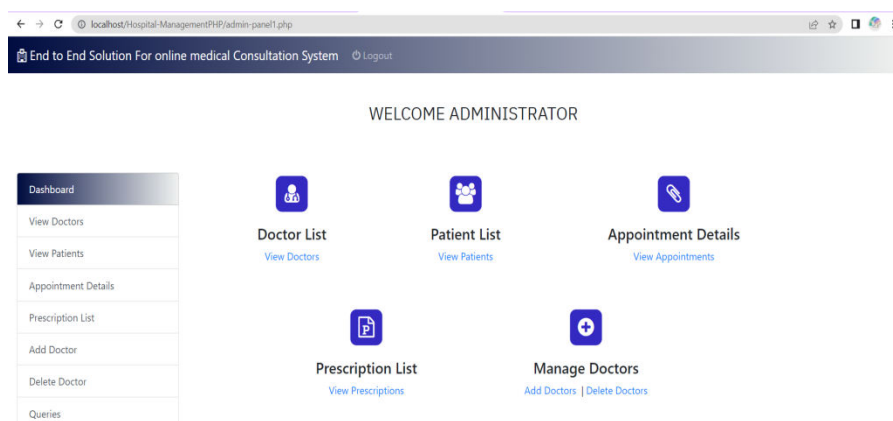 localhost/Hospital-ManagementPHP/admin-panel1.php
End to End Solution For online medical Consultation System Logout
WELCOME ADMINISTRATOR
Dashboard
View Doctors
View Patients
Appointment Details
Prescription List
Add Doctor
Delete Doctor
Queries
Doctor List
View Doctors
Patient List
View Patients
Appointment Details
View Appointments
P
Prescription List
View Prescriptions
Manage Doctors
Add Doctors | Delete Doctors